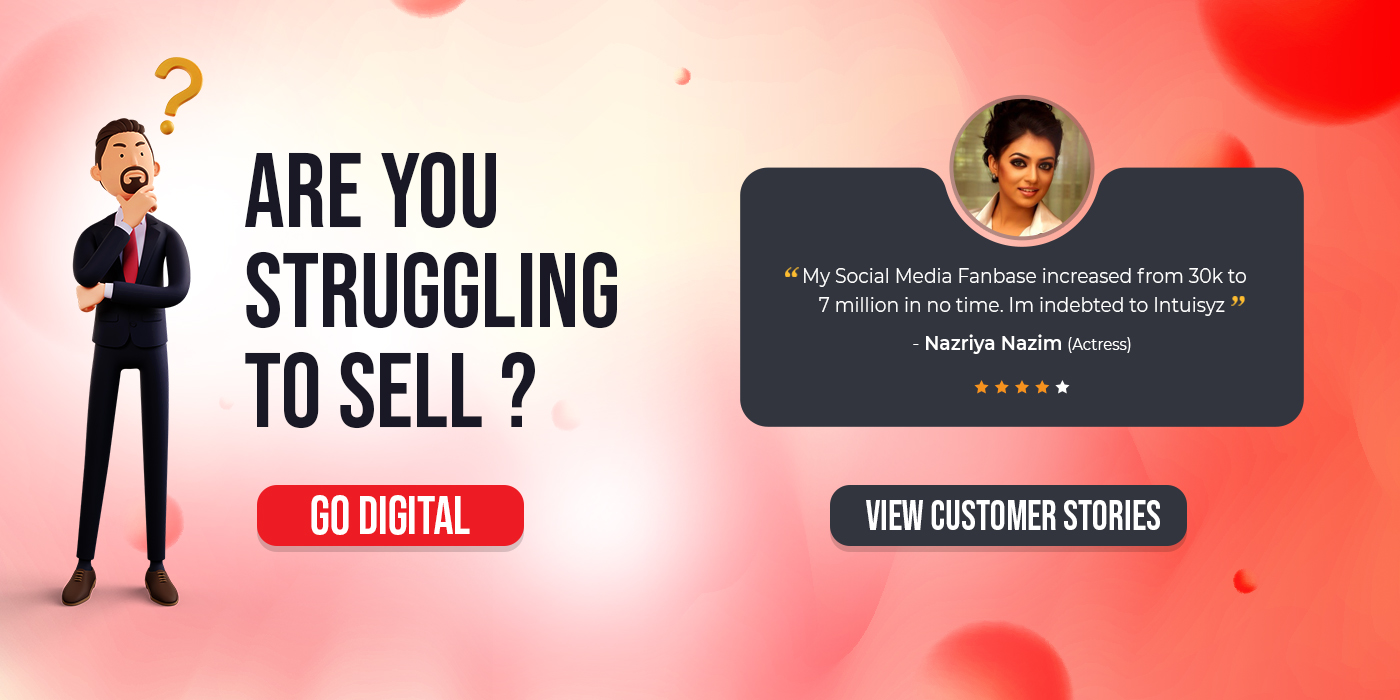 ARE YOU
STRUGGLING
TO SELL ?
GO DIGITAL
“ My Social Media Fanbase increased from 30k to
7 million in no time. Im indebted to Intuisyz ”
- Nazriya Nazim (Actress)
VIEW CUSTOMER STORIES